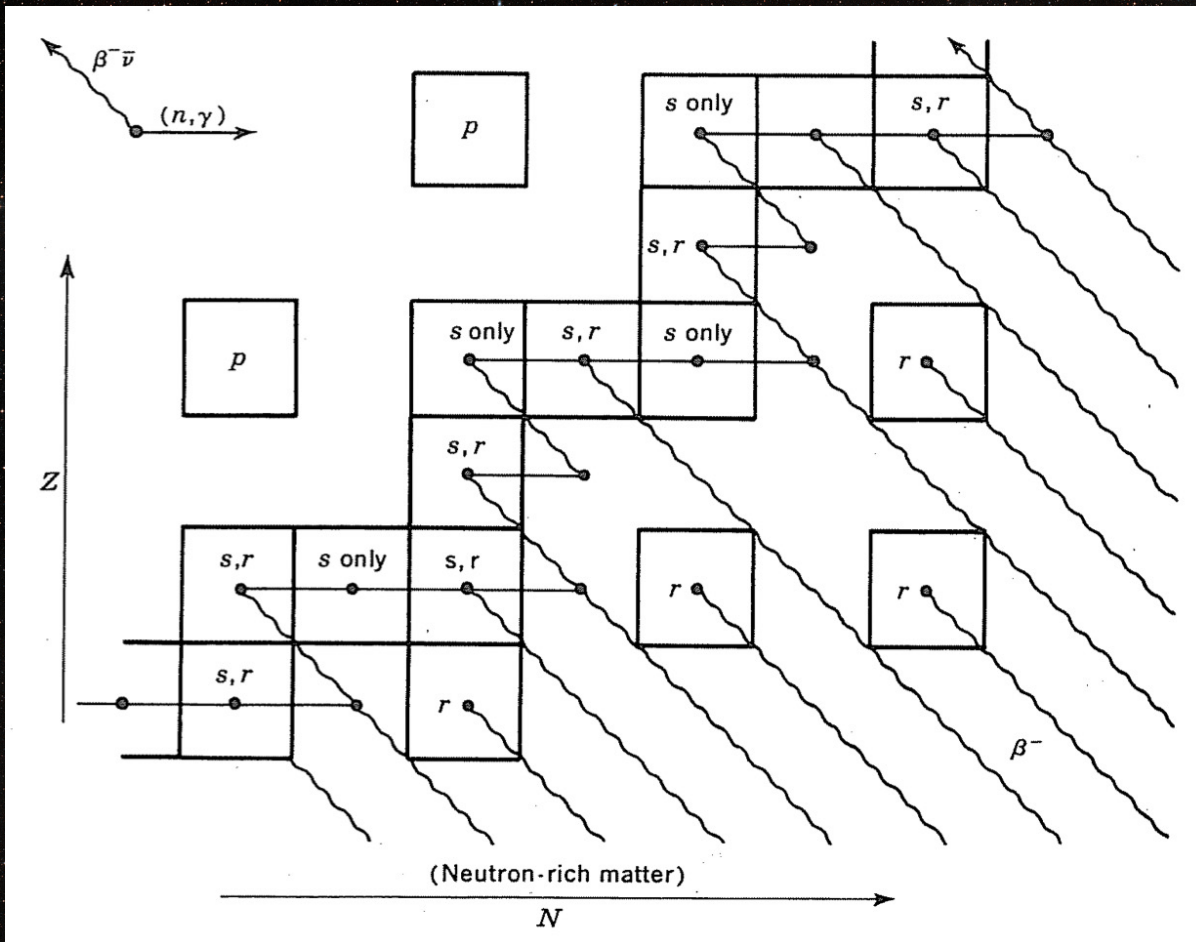 β⁻ν̄
(n,γ)
p
s only
s,r
s,r
p
s only
s,r
s only
r
Z
s,r
s,r
s only
s,r
r
r
s,r
r
β⁻
(Neutron-rich matter)
N